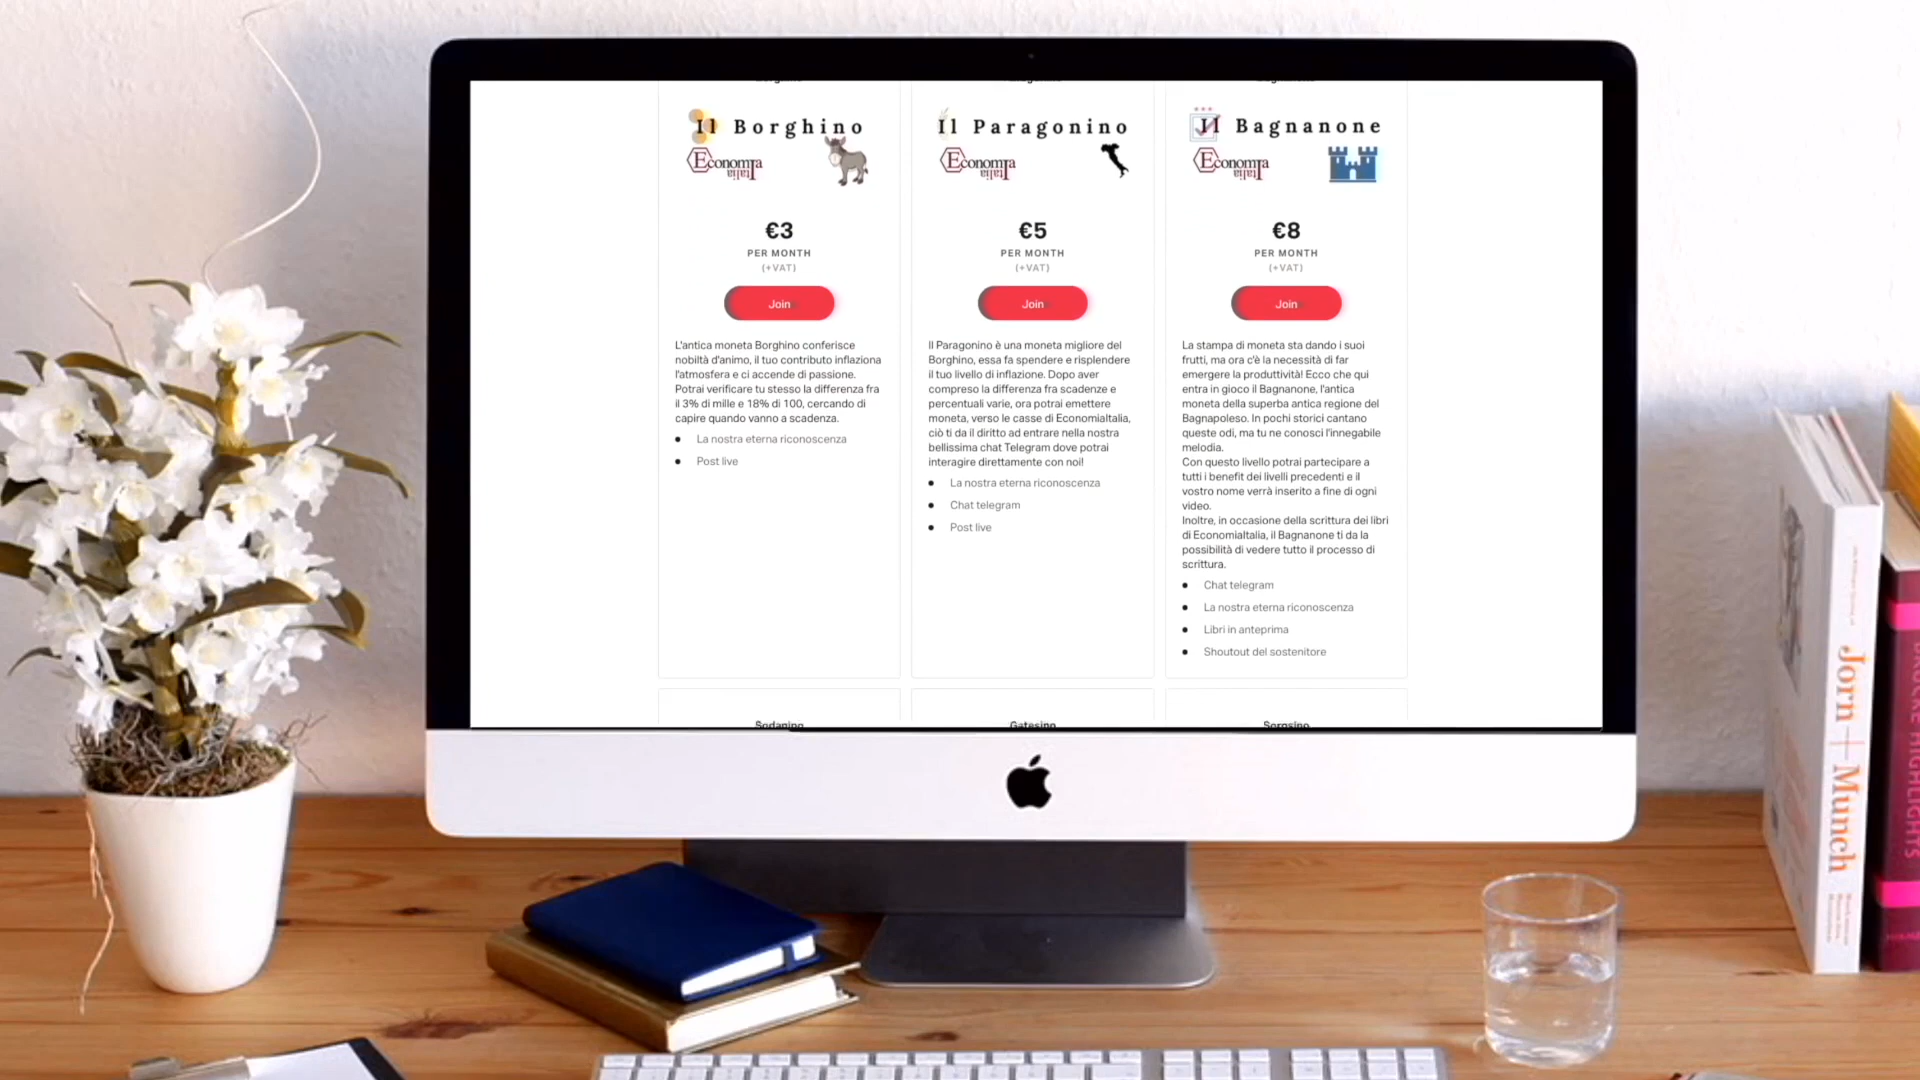 Il Borghino
EconomIa
Italia
€3
PER MONTH
(+VAT)
Join
L'antica moneta Borghino conferisce
nobiltà d'animo, il tuo contributo inflaziona
l'atmosfera e ci accende di passione.
Potrai verificare tu stesso la differenza fra
il 3% di mille e 18% di 100, cercando di
capire quando vanno a scadenza.
La nostra eterna riconoscenza
Post live
Il Paragonino
EconomIa
Italia
€5
PER MONTH
(+VAT)
Join
Il Paragonino è una moneta migliore del
Borghino, essa fa spendere e risplendere
il tuo livello di inflazione. Dopo aver
compreso la differenza fra scadenze e
percentuali varie, ora potrai emettere
moneta, verso le casse di EconomiaItalia,
ciò ti da il diritto ad entrare nella nostra
bellissima chat Telegram dove potrai
interagire direttamente con noi!
La nostra eterna riconoscenza
Chat telegram
Post live
Il Bagnanone
EconomIa
Italia
€8
PER MONTH
(+VAT)
Join
La stampa di moneta sta dando i suoi
frutti, ma ora c'è la necessità di far
emergere la produttività! Ecco che qui
entra in gioco il Bagnanone, l'antica
moneta della superba antica regione del
Bagnapoleso. In pochi storici cantano
queste odi, ma tu ne conosci l'innegabile
melodia.
Con questo livello potrai partecipare a
tutti i benefit dei livelli precedenti e il
vostro nome verrà inserito a fine di ogni
video.
Inoltre, in occasione della scrittura dei libri
di EconomiaItalia, il Bagnanone ti da la
possibilità di vedere tutto il processo di
scrittura.
Chat telegram
La nostra eterna riconoscenza
Libri in anteprima
Shoutout del sostenitore
Sodanino
Gatesino
Sorosino
Jorn + Munch
HIGHLIGHTS